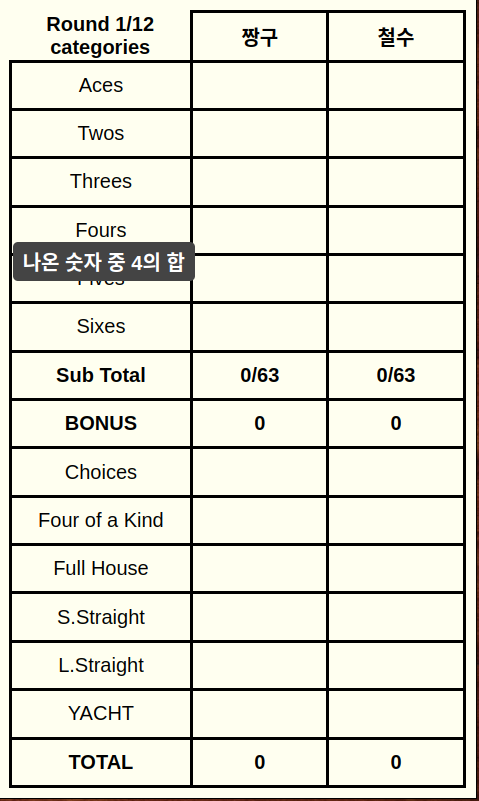 Round 1/12
categories
짱구
철수
Aces
Twos
Threes
Fours
나온 숫자 중 4의 합
Sixes
Sub Total 0/63 0/63
BONUS 0 0
Choices
Four of a Kind
Full House
S.Straight
L.Straight
YACHT
TOTAL 0 0